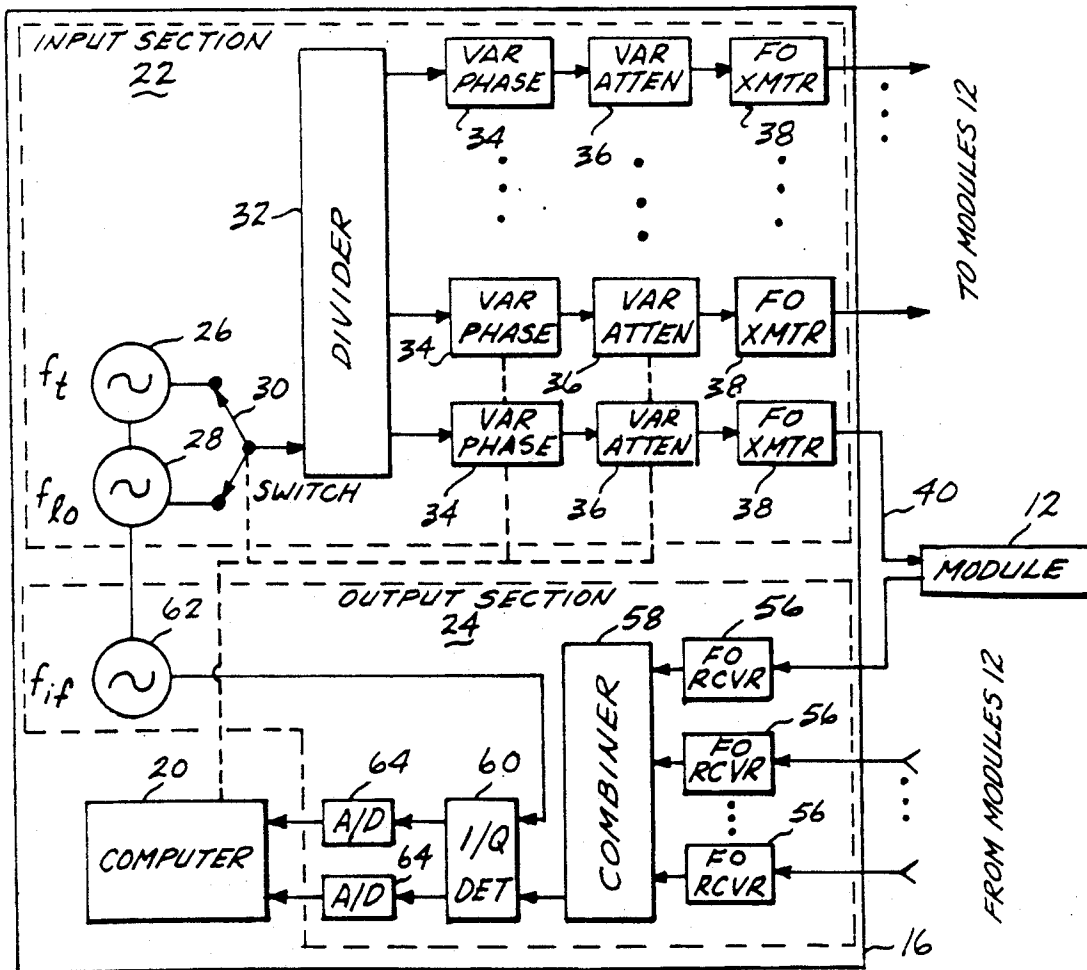 INPUT SECTION
22
VAR PHASE
VAR ATTEN
FO XMTR
34
36
38
TO MODULES 12
32
DIVIDER
VAR PHASE
VAR ATTEN
FO XMTR
34
36
38
26
f_t
30
28
f_lo
SWITCH
VAR PHASE
VAR ATTEN
FO XMTR
34
36
38
40
12
MODULE
OUTPUT SECTION
24
62
f_if
58
COMBINER
56
FO RCVR
56
FO RCVR
56
FO RCVR
FROM MODULES 12
20
COMPUTER
64
A/D
64
A/D
60
I/Q DET
16